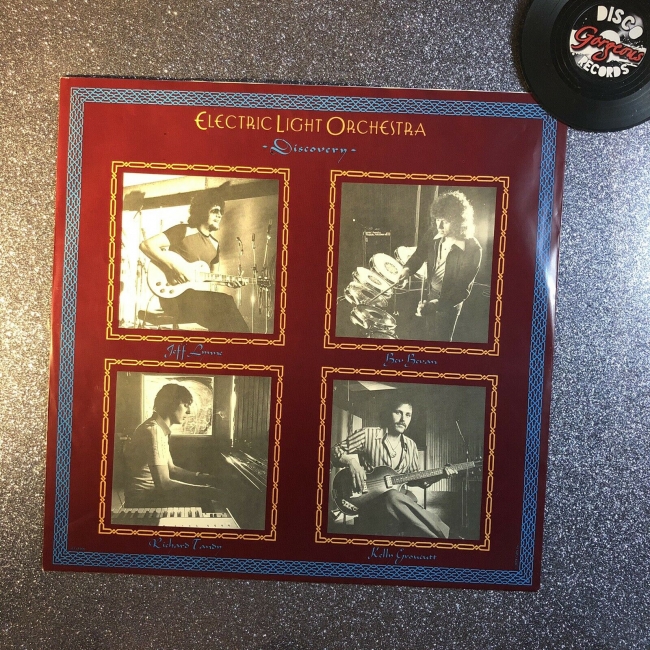 DISCO
Gorgeous
RECORDS
ELECTRIC LIGHT ORCHESTRA
- Discovery -
Jeff Lynne
Bev Bevan
Richard Tandy
Kelly Groucutt